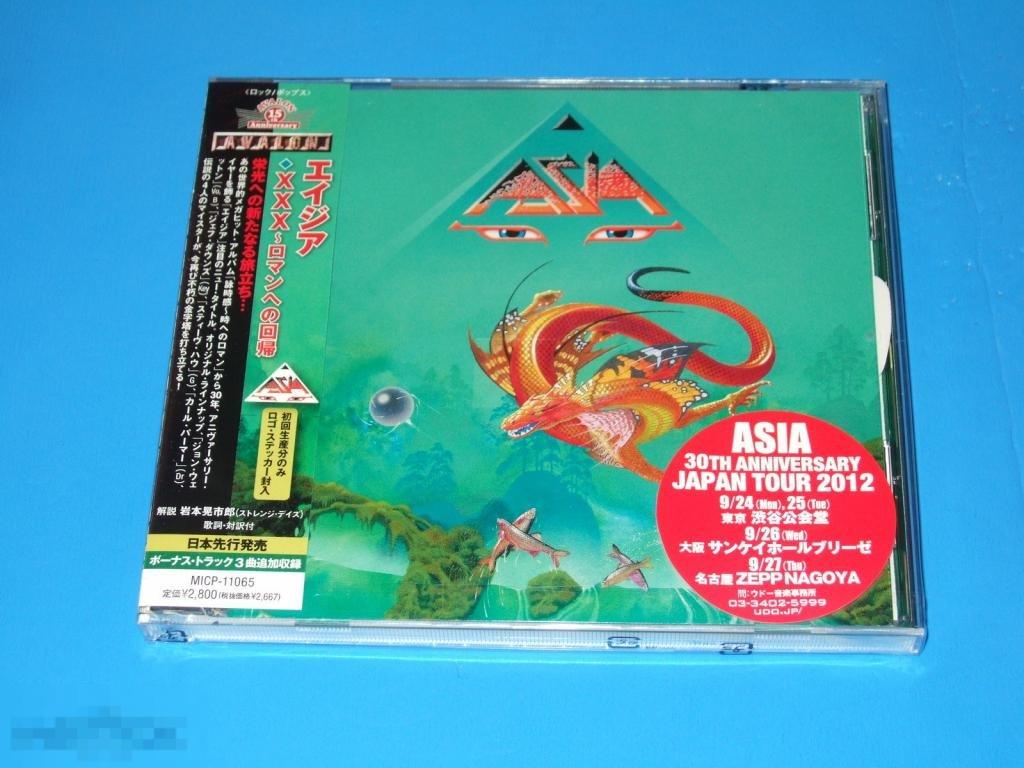 〈ロック/ポップス〉
AVALON
15th
Anniversary
AVALON
エイジア
◆XXX～ロマンへの回帰
栄光への新たなる旅立ち…
あの世界的メガヒット・アルバム「詠時感～時へのロマン」から30年、アニヴァーサリー・
イヤーを飾る「エイジア」注目のニュー・タイトル。オリジナル・ラインナップ、「ジョン・ウェ
ットン」(Vo, B)、「ジェフ・ダウンズ」(Key)、「スティーヴ・ハウ」(G)、「カール・パーマー」(Dr)、
伝説の4人のマイスターが、今再び不朽の金字塔を打ち立てる!
ASIA
初回生産分のみ
ロゴ・ステッカー封入
解説 岩本晃市郎(ストレンジ・デイズ)
歌詞・対訳付
日本先行発売
ボーナス・トラック3曲追加収録
MICP-11065
定価¥2,800(税抜価格¥2,667)
ASIA
ASIA
30TH ANNIVERSARY
JAPAN TOUR 2012
9/24 (Mon), 25 (Tue)
東京 渋谷公会堂
9/26 (Wed)
大阪 サンケイホールブリーゼ
9/27 (Thu)
名古屋 ZEPP NAGOYA
問:ウドー音楽事務所
03-3402-5999
UDO.JP/